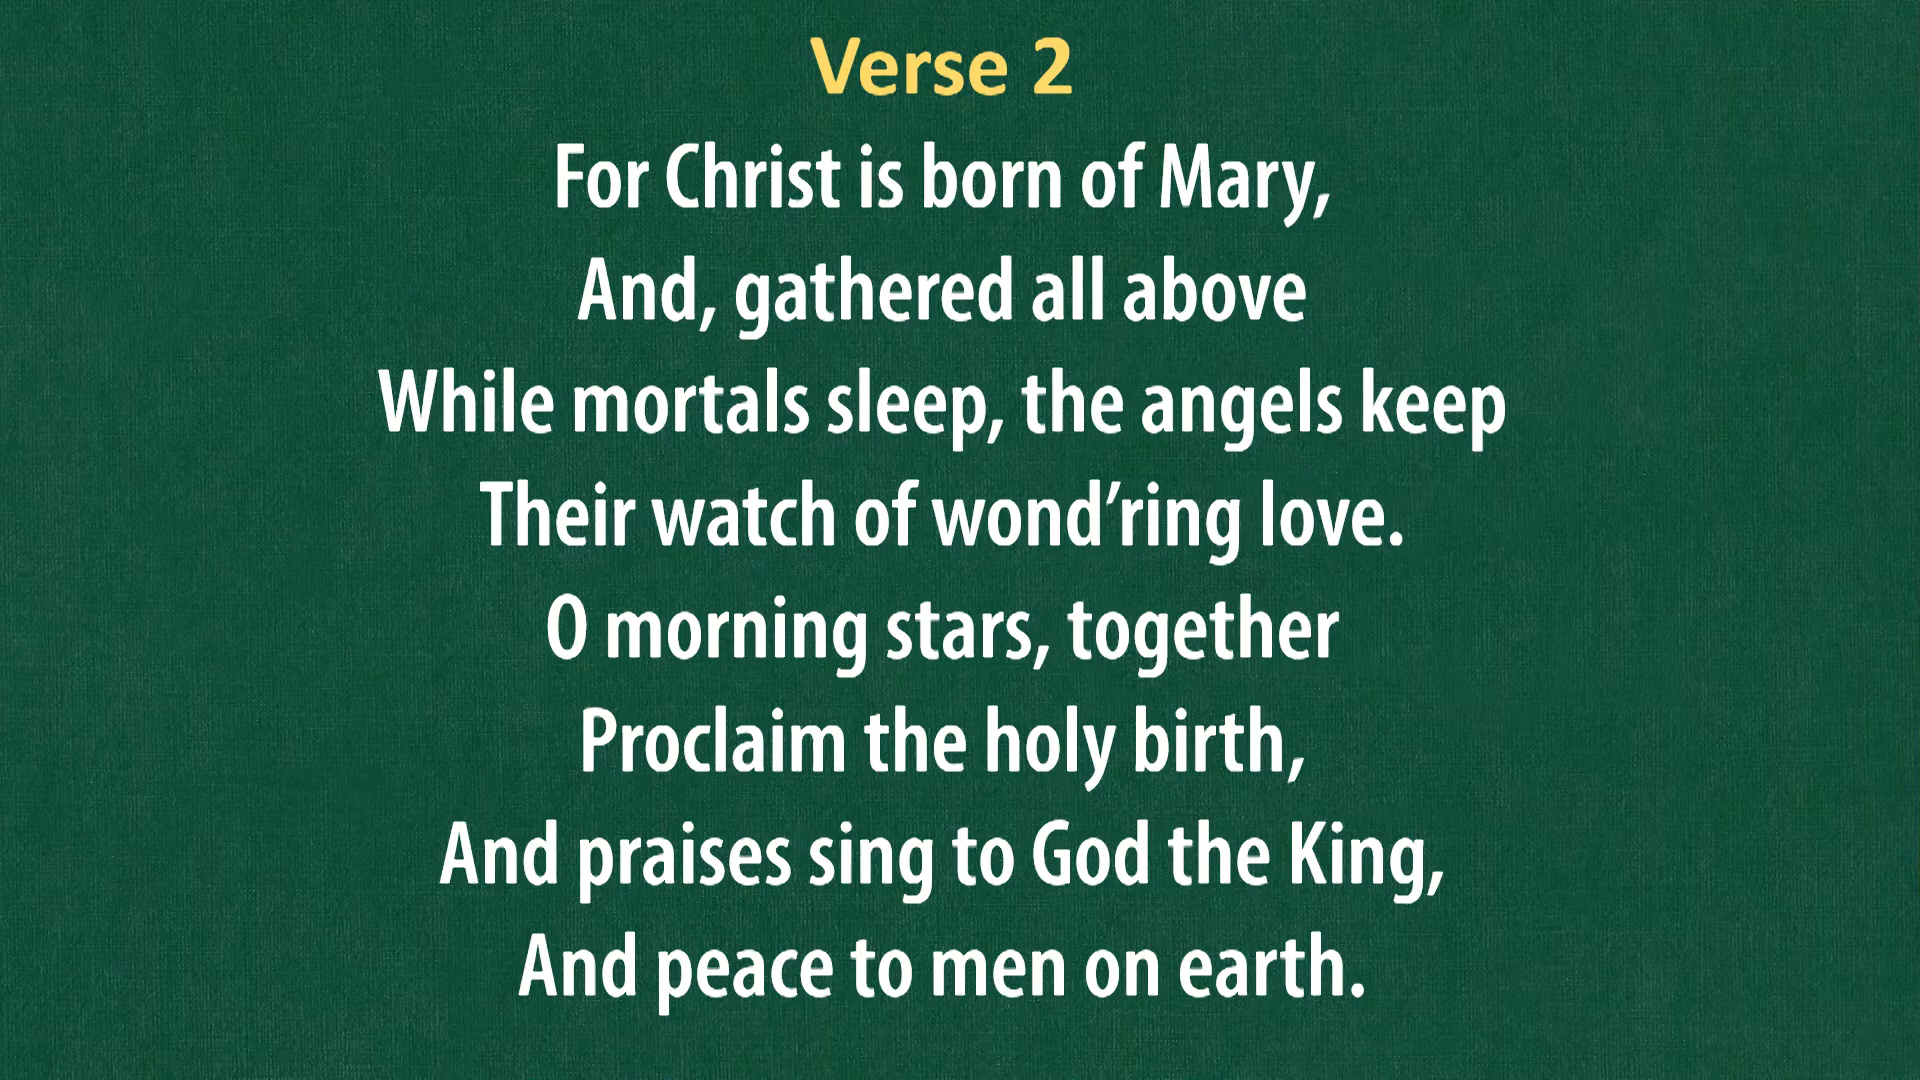 Verse 2
For Christ is born of Mary,
And, gathered all above
While mortals sleep, the angels keep
Their watch of wond’ring love.
O morning stars, together
Proclaim the holy birth,
And praises sing to God the King,
And peace to men on earth.